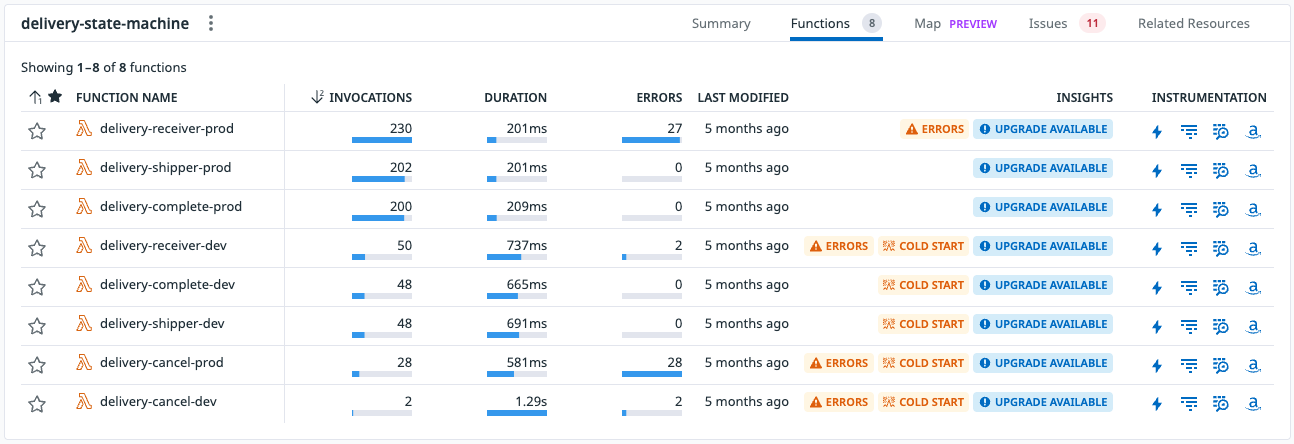 delivery-state-machine Summary Functions 8 Map PREVIEW Issues 11 Related Resources
Showing 1–8 of 8 functions
FUNCTION NAME INVOCATIONS DURATION ERRORS LAST MODIFIED INSIGHTS INSTRUMENTATION
delivery-receiver-prod 230 201ms 27 5 months ago ERRORS UPGRADE AVAILABLE
delivery-shipper-prod 202 201ms 0 5 months ago UPGRADE AVAILABLE
delivery-complete-prod 200 209ms 0 5 months ago UPGRADE AVAILABLE
delivery-receiver-dev 50 737ms 2 5 months ago ERRORS COLD START UPGRADE AVAILABLE
delivery-complete-dev 48 665ms 0 5 months ago COLD START UPGRADE AVAILABLE
delivery-shipper-dev 48 691ms 0 5 months ago COLD START UPGRADE AVAILABLE
delivery-cancel-prod 28 581ms 28 5 months ago ERRORS COLD START UPGRADE AVAILABLE
delivery-cancel-dev 2 1.29s 2 5 months ago ERRORS COLD START UPGRADE AVAILABLE